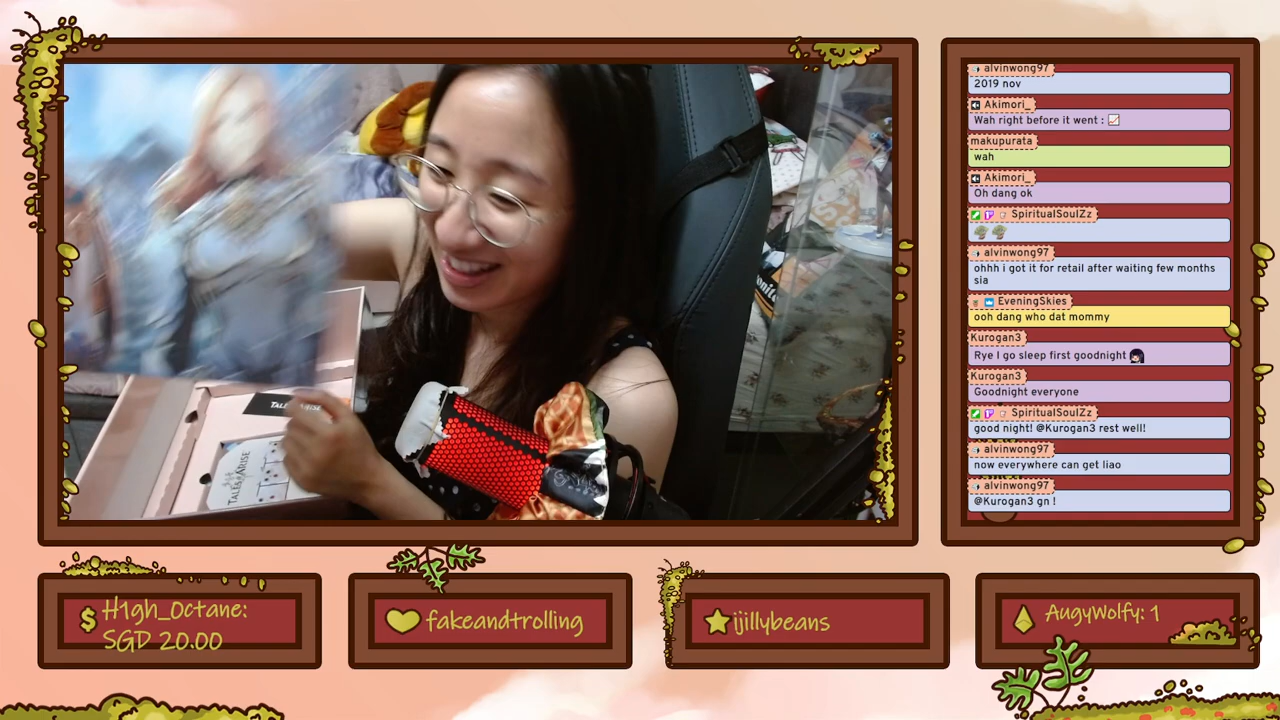 alvinwong97
2019 nov
Akimori_
Wah right before it went : 📈
makupurata
wah
Akimori_
Oh dang ok
SpiritualSoulZz
alvinwong97
ohhh i got it for retail after waiting few months
sia
EveningSkies
ooh dang who dat mommy
Kurogan3
Rye I go sleep first goodnight
Kurogan3
Goodnight everyone
SpiritualSoulZz
good night! @Kurogan3 rest well!
alvinwong97
now everywhere can get liao
alvinwong97
@Kurogan3 gn !
TALES ARISE
H1gh_Octane:
SGD 20.00
fakeandtrolling
ijillybeans
AugyWolfy: 1